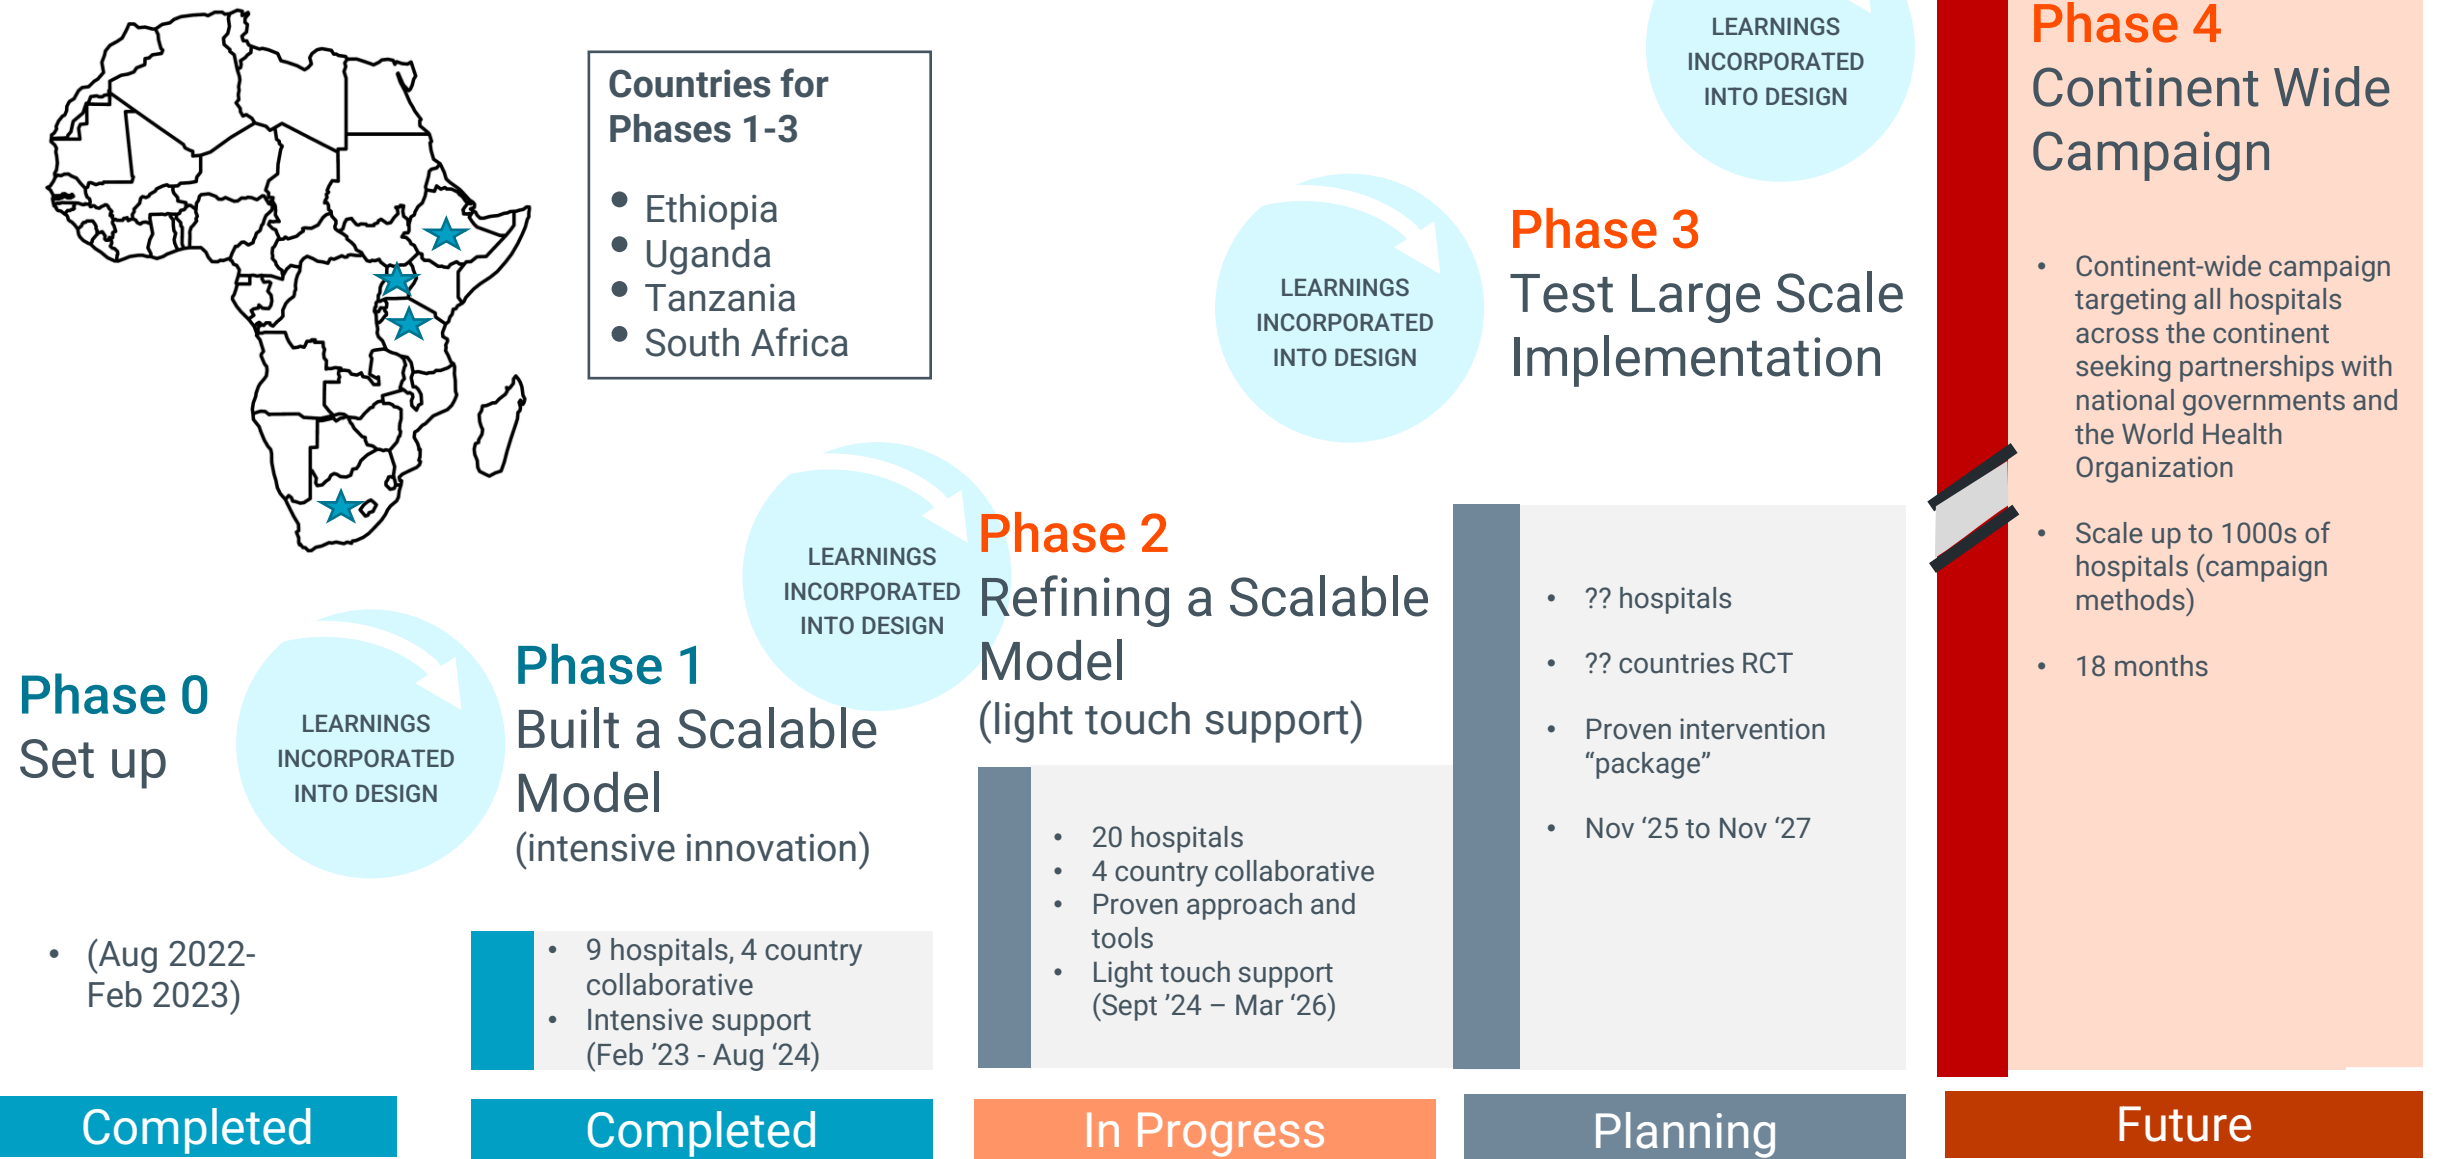 Countries for
Phases 1-3
• Ethiopia
• Uganda
• Tanzania
• South Africa
Phase 0
Set up
• (Aug 2022-
Feb 2023)
Completed
LEARNINGS
INCORPORATED
INTO DESIGN
Phase 1
Built a Scalable
Model
(intensive innovation)
• 9 hospitals, 4 country
collaborative
• Intensive support
(Feb ’23 - Aug ‘24)
Completed
LEARNINGS
INCORPORATED
INTO DESIGN
Phase 2
Refining a Scalable
Model
(light touch support)
• 20 hospitals
• 4 country collaborative
• Proven approach and
tools
• Light touch support
(Sept ’24 – Mar ‘26)
In Progress
LEARNINGS
INCORPORATED
INTO DESIGN
Phase 3
Test Large Scale
Implementation
• ?? hospitals
• ?? countries RCT
• Proven intervention
“package”
• Nov ‘25 to Nov ‘27
Planning
LEARNINGS
INCORPORATED
INTO DESIGN
Phase 4
Continent Wide
Campaign
• Continent-wide campaign
targeting all hospitals
across the continent
seeking partnerships with
national governments and
the World Health
Organization
• Scale up to 1000s of
hospitals (campaign
methods)
• 18 months
Future